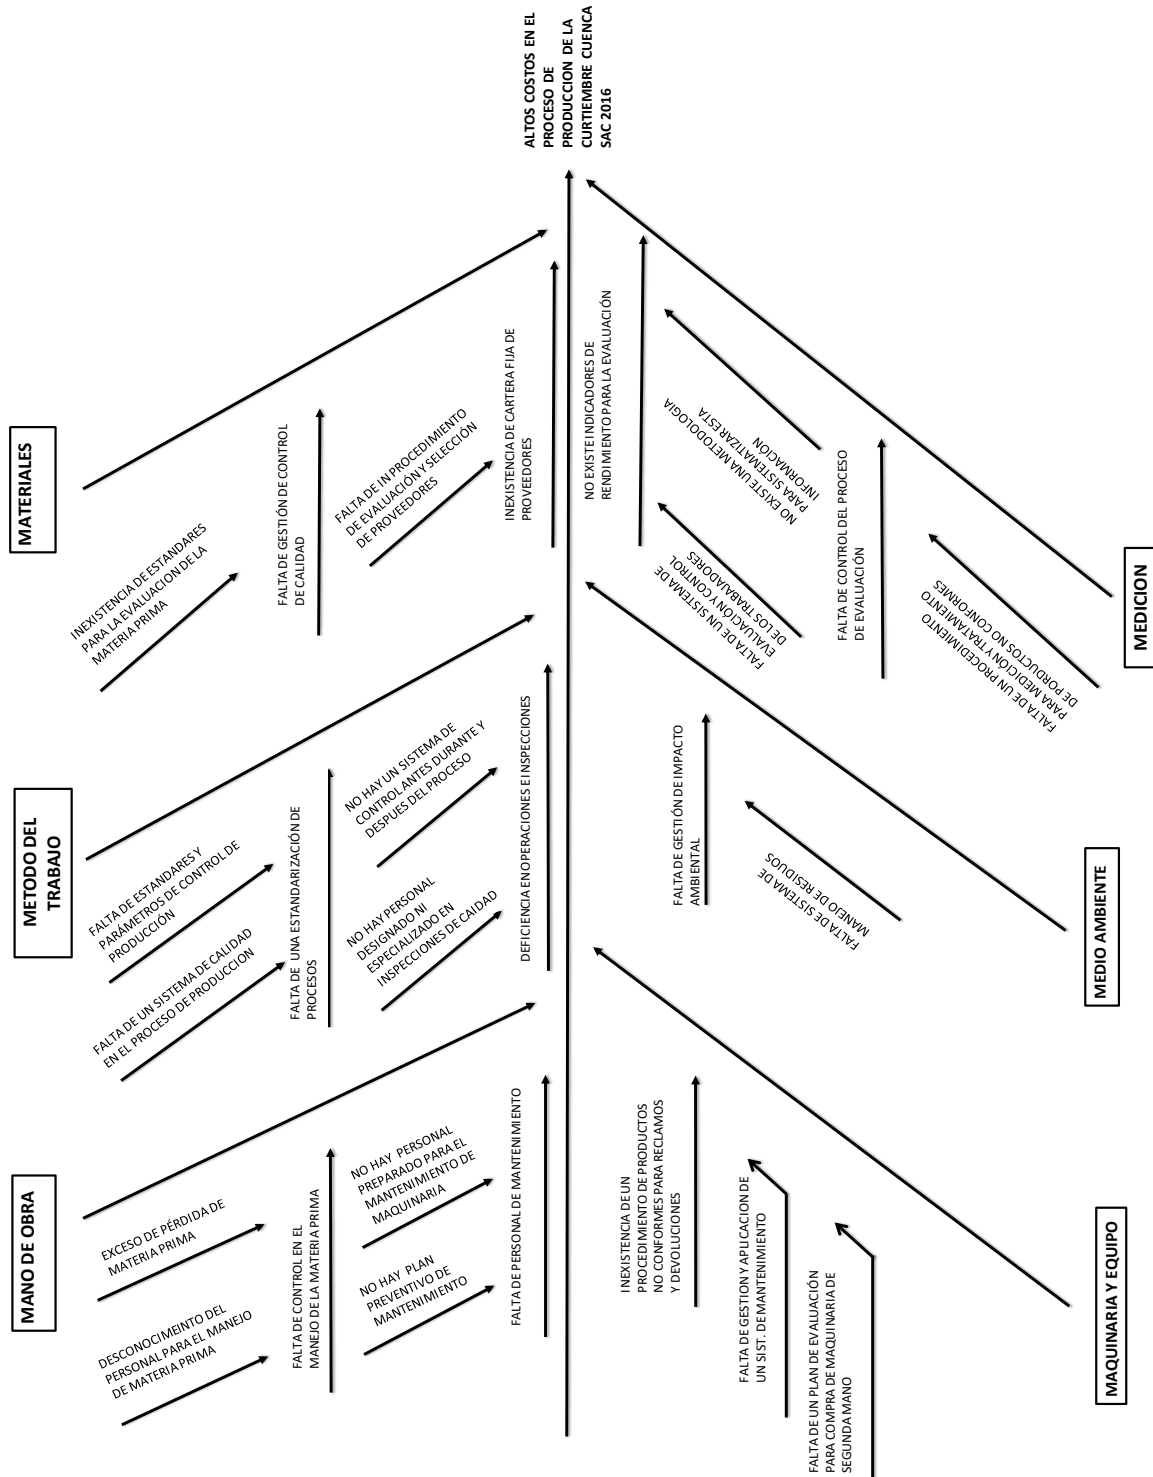 ALTOS COSTOS EN EL
PROCESO DE
PRODUCCION DE LA
CURTIEMBRE CUENCA
SAC 2016
MANO DE OBRA
DESCONOCIMEINTO DEL
PERSONAL PARA EL MANEJO
DE MATERIA PRIMA
EXCESO DE PÉRDIDA DE
MATERIA PRIMA
FALTA DE CONTROL EN EL
MANEJO DE LA MATERIA PRIMA
NO HAY PLAN
PREVENTIVO DE
MANTENIMIENTO
NO HAY PERSONAL
PREPARADO PARA EL
MANTENIMIENTO DE
MAQUINARIA
FALTA DE PERSONAL DE MANTENIMIENTO
METODO DEL
TRABAJO
FALTA DE UN SISTEMA DE CALIDAD
EN EL PROCESO DE PRODUCCION
FALTA DE ESTANDARES Y
PARÁMETROS DE CONTROL DE
PRODUCCIÓN
FALTA DE UNA ESTANDARIZACIÓN DE
PROCESOS
NO HAY PERSONAL
DESIGNADO NI
ESPECIALIZADO EN
INSPECCIONES DE CAIDAD
NO HAY UN SISTEMA DE
CONTROL ANTES DURANTE Y
DESPUES DEL PROCESO
DEFICIENCIA EN OPERACIONES E INSPECCIONES
MATERIALES
INEXISTENCIA DE ESTANDARES
PARA LA EVALUACION DE LA
MATERIA PRIMA
FALTA DE GESTIÓN DE CONTROL
DE CALIDAD
FALTA DE IN PROCEDIMIENTO
DE EVALUACIÓN Y SELECCIÓN
DE PROVEEDORES
INEXISTENCIA DE CARTERA FIJA DE
PROVEEDORES
INEXISTENCIA DE UN
PROCEDIMIENTO DE PRODUCTOS
NO CONFORMES PARA RECLAMOS
Y DEVOLUCIONES
FALTA DE GESTION Y APLICACION DE
UN SIST. DE MANTENIMIENTO
FALTA DE UN PLAN DE EVALUACIÓN
PARA COMPRA DE MAQUINARIA DE
SEGUNDA MANO
MAQUINARIA Y EQUIPO
FALTA DE GESTIÓN DE IMPACTO
AMBIENTAL
FALTA DE SISTEMA DE
MANEJO DE RESIDUOS
MEDIO AMBIENTE
NO EXISTE INDICADORES DE
RENDIMIENTO PARA LA EVALUACIÓN
FALTA DE UN SISTEMA DE
EVALUACIÓN Y CONTROL
DE LOS TRABAJADORES
NO EXISTE UNA METODOLOGIA
PARA SISTEMATIZAR ESTA
INFORMACIÓN
FALTA DE CONTROL DEL PROCESO
DE EVALUACIÓN
FALTA DE UN PROCEDIMIENTO
PARA MEDICIÓN Y TRATAMIENTO
DE PORDUCTOS NO CONFORMES
MEDICION